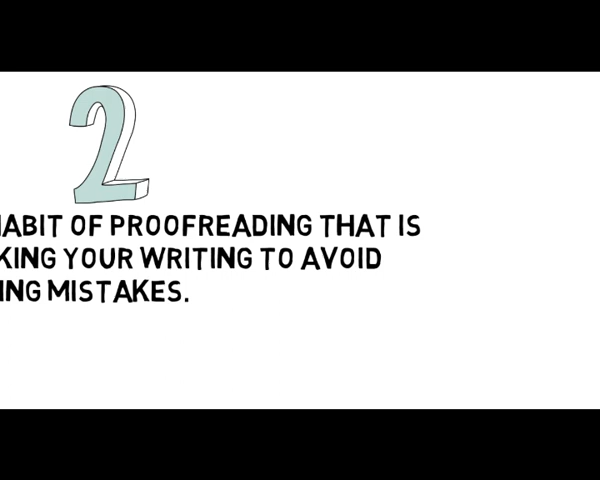 2
HABIT OF PROOFREADING THAT IS
KING YOUR WRITING TO AVOID
ING MISTAKES.